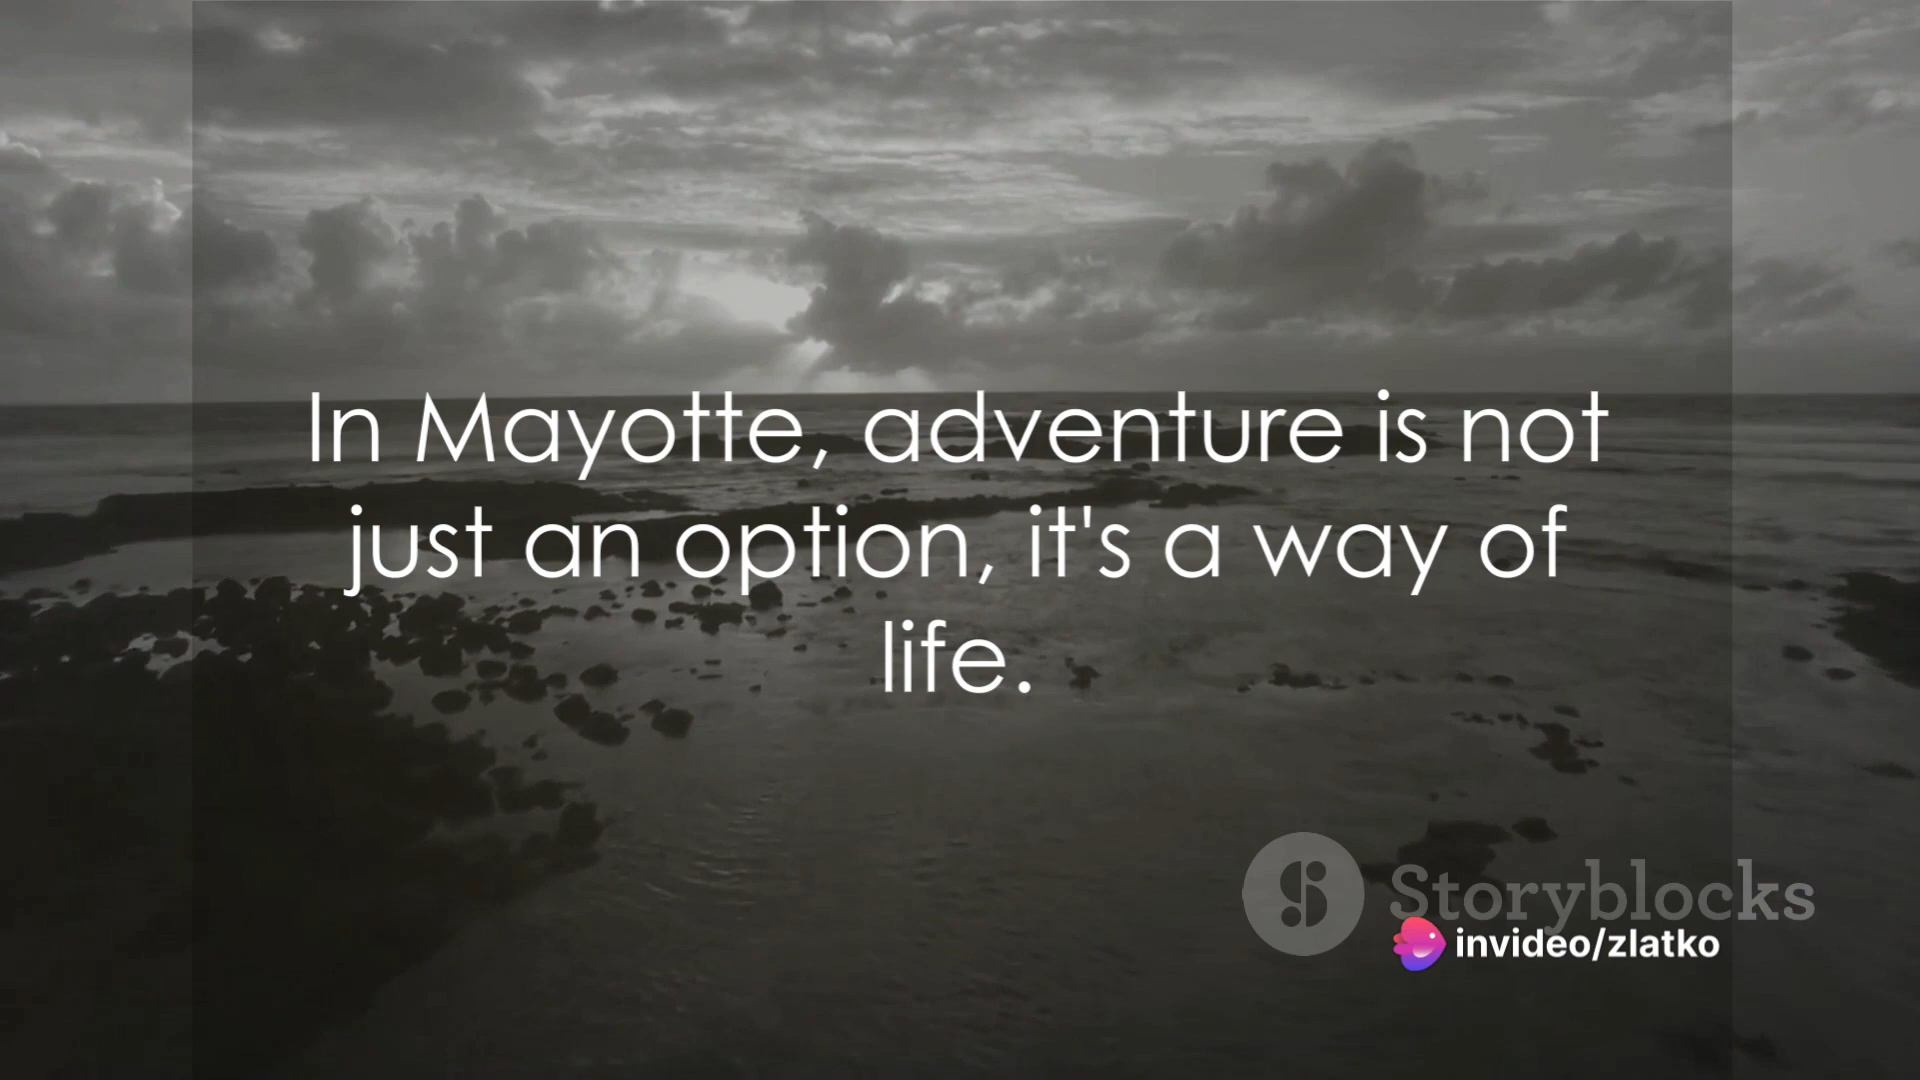 In Mayotte, adventure is not
just an option, it's a way of
life.
Storyblocks
invideo/zlatko